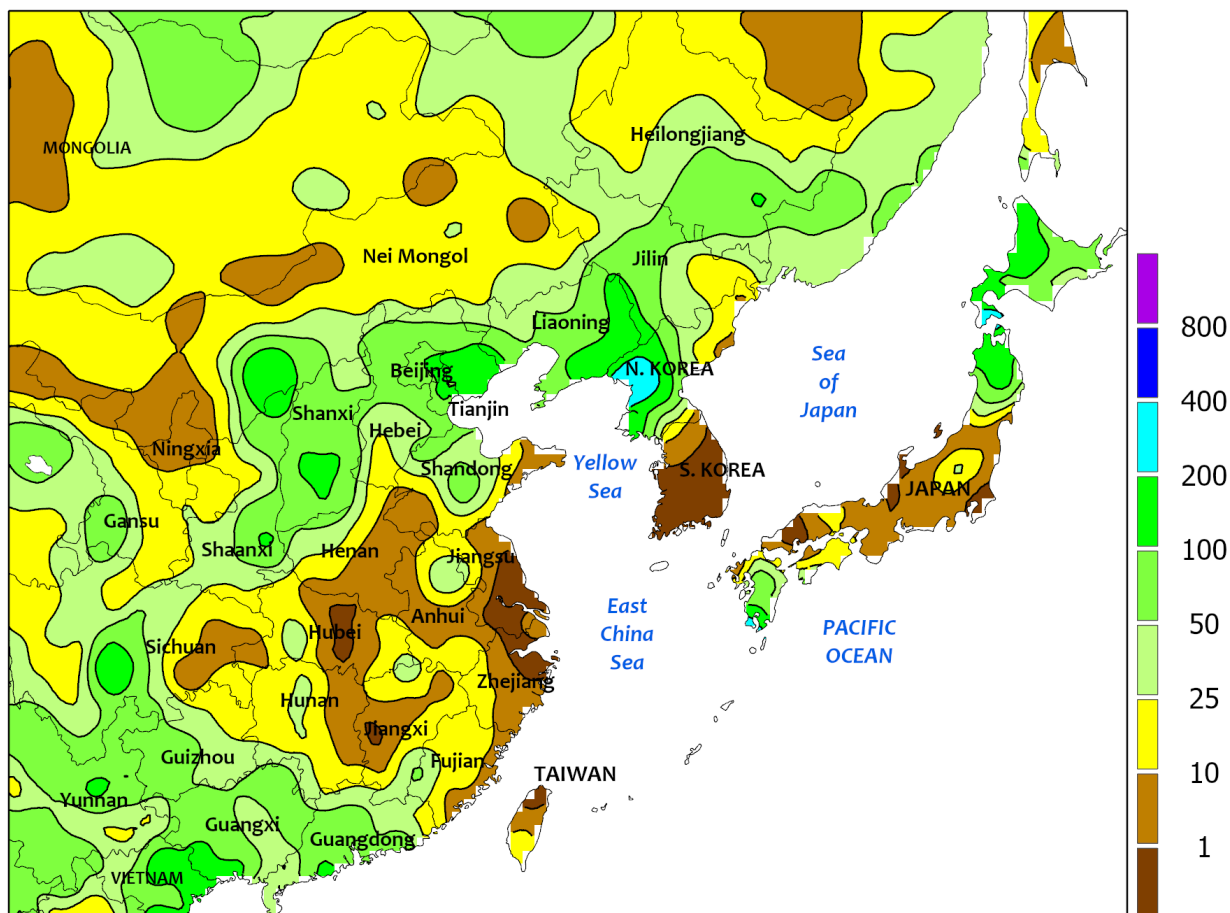 Heilongjiang
MONGOLIA
Nei Mongol
Jilin
Liaoning
800
Beijing
N. KOREA
Sea
of
Japan
400
Tianjin
Shanxi
Hebei
Ningxia
Shandong
Yellow
Sea
S. KOREA
JAPAN
200
Gansu
Shaanxi
Henan
Jiangsu
100
Anhui
Hubei
East
China
Sea
PACIFIC
OCEAN
50
Sichuan
Zhejiang
Hunan
25
Jiangxi
Guizhou
Fujian
TAIWAN
10
Yunnan
Guangxi
Guangdong
1
VIETNAM